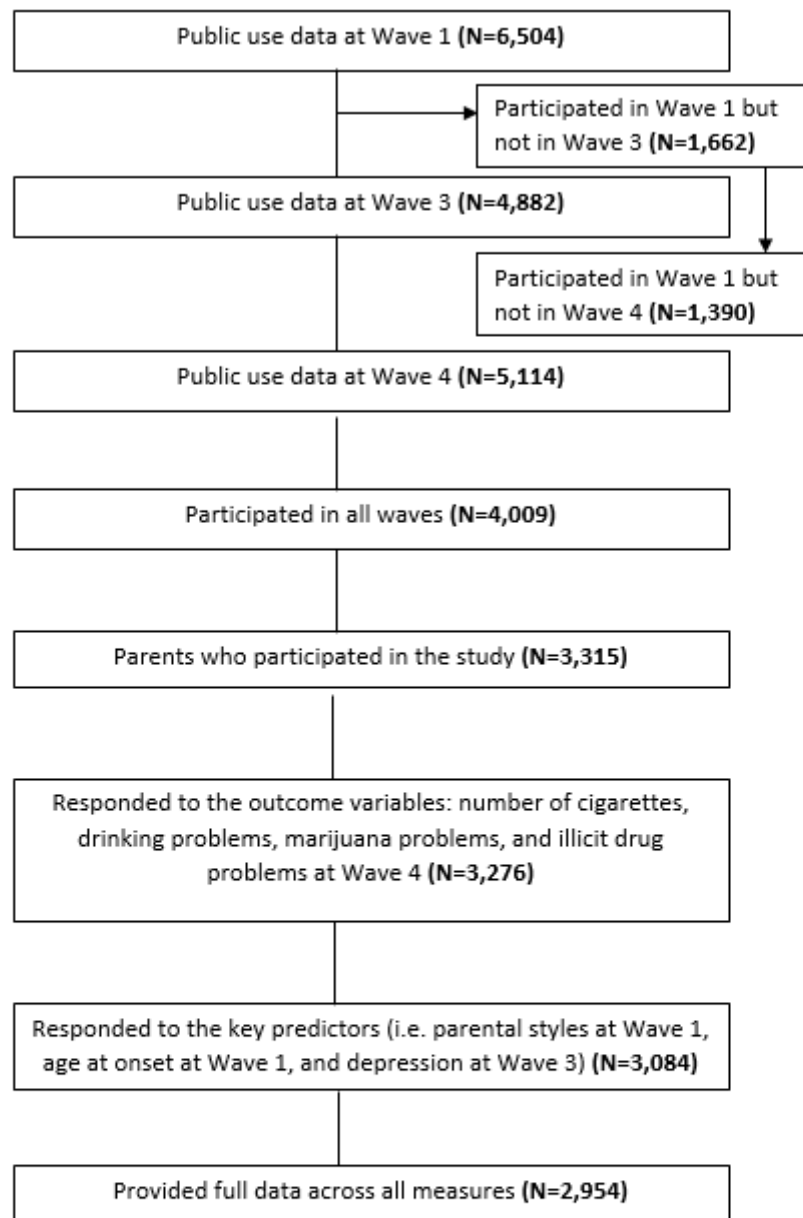 Public use data at Wave 1 (N=6,504)
Participated in Wave 1 but
not in Wave 3 (N=1,662)
Public use data at Wave 3 (N=4,882)
Participated in Wave 1 but
not in Wave 4 (N=1,390)
Public use data at Wave 4 (N=5,114)
Participated in all waves (N=4,009)
Parents who participated in the study (N=3,315)
Responded to the outcome variables: number of cigarettes,
drinking problems, marijuana problems, and illicit drug
problems at Wave 4 (N=3,276)
Responded to the key predictors (i.e. parental styles at Wave 1,
age at onset at Wave 1, and depression at Wave 3) (N=3,084)
Provided full data across all measures (N=2,954)